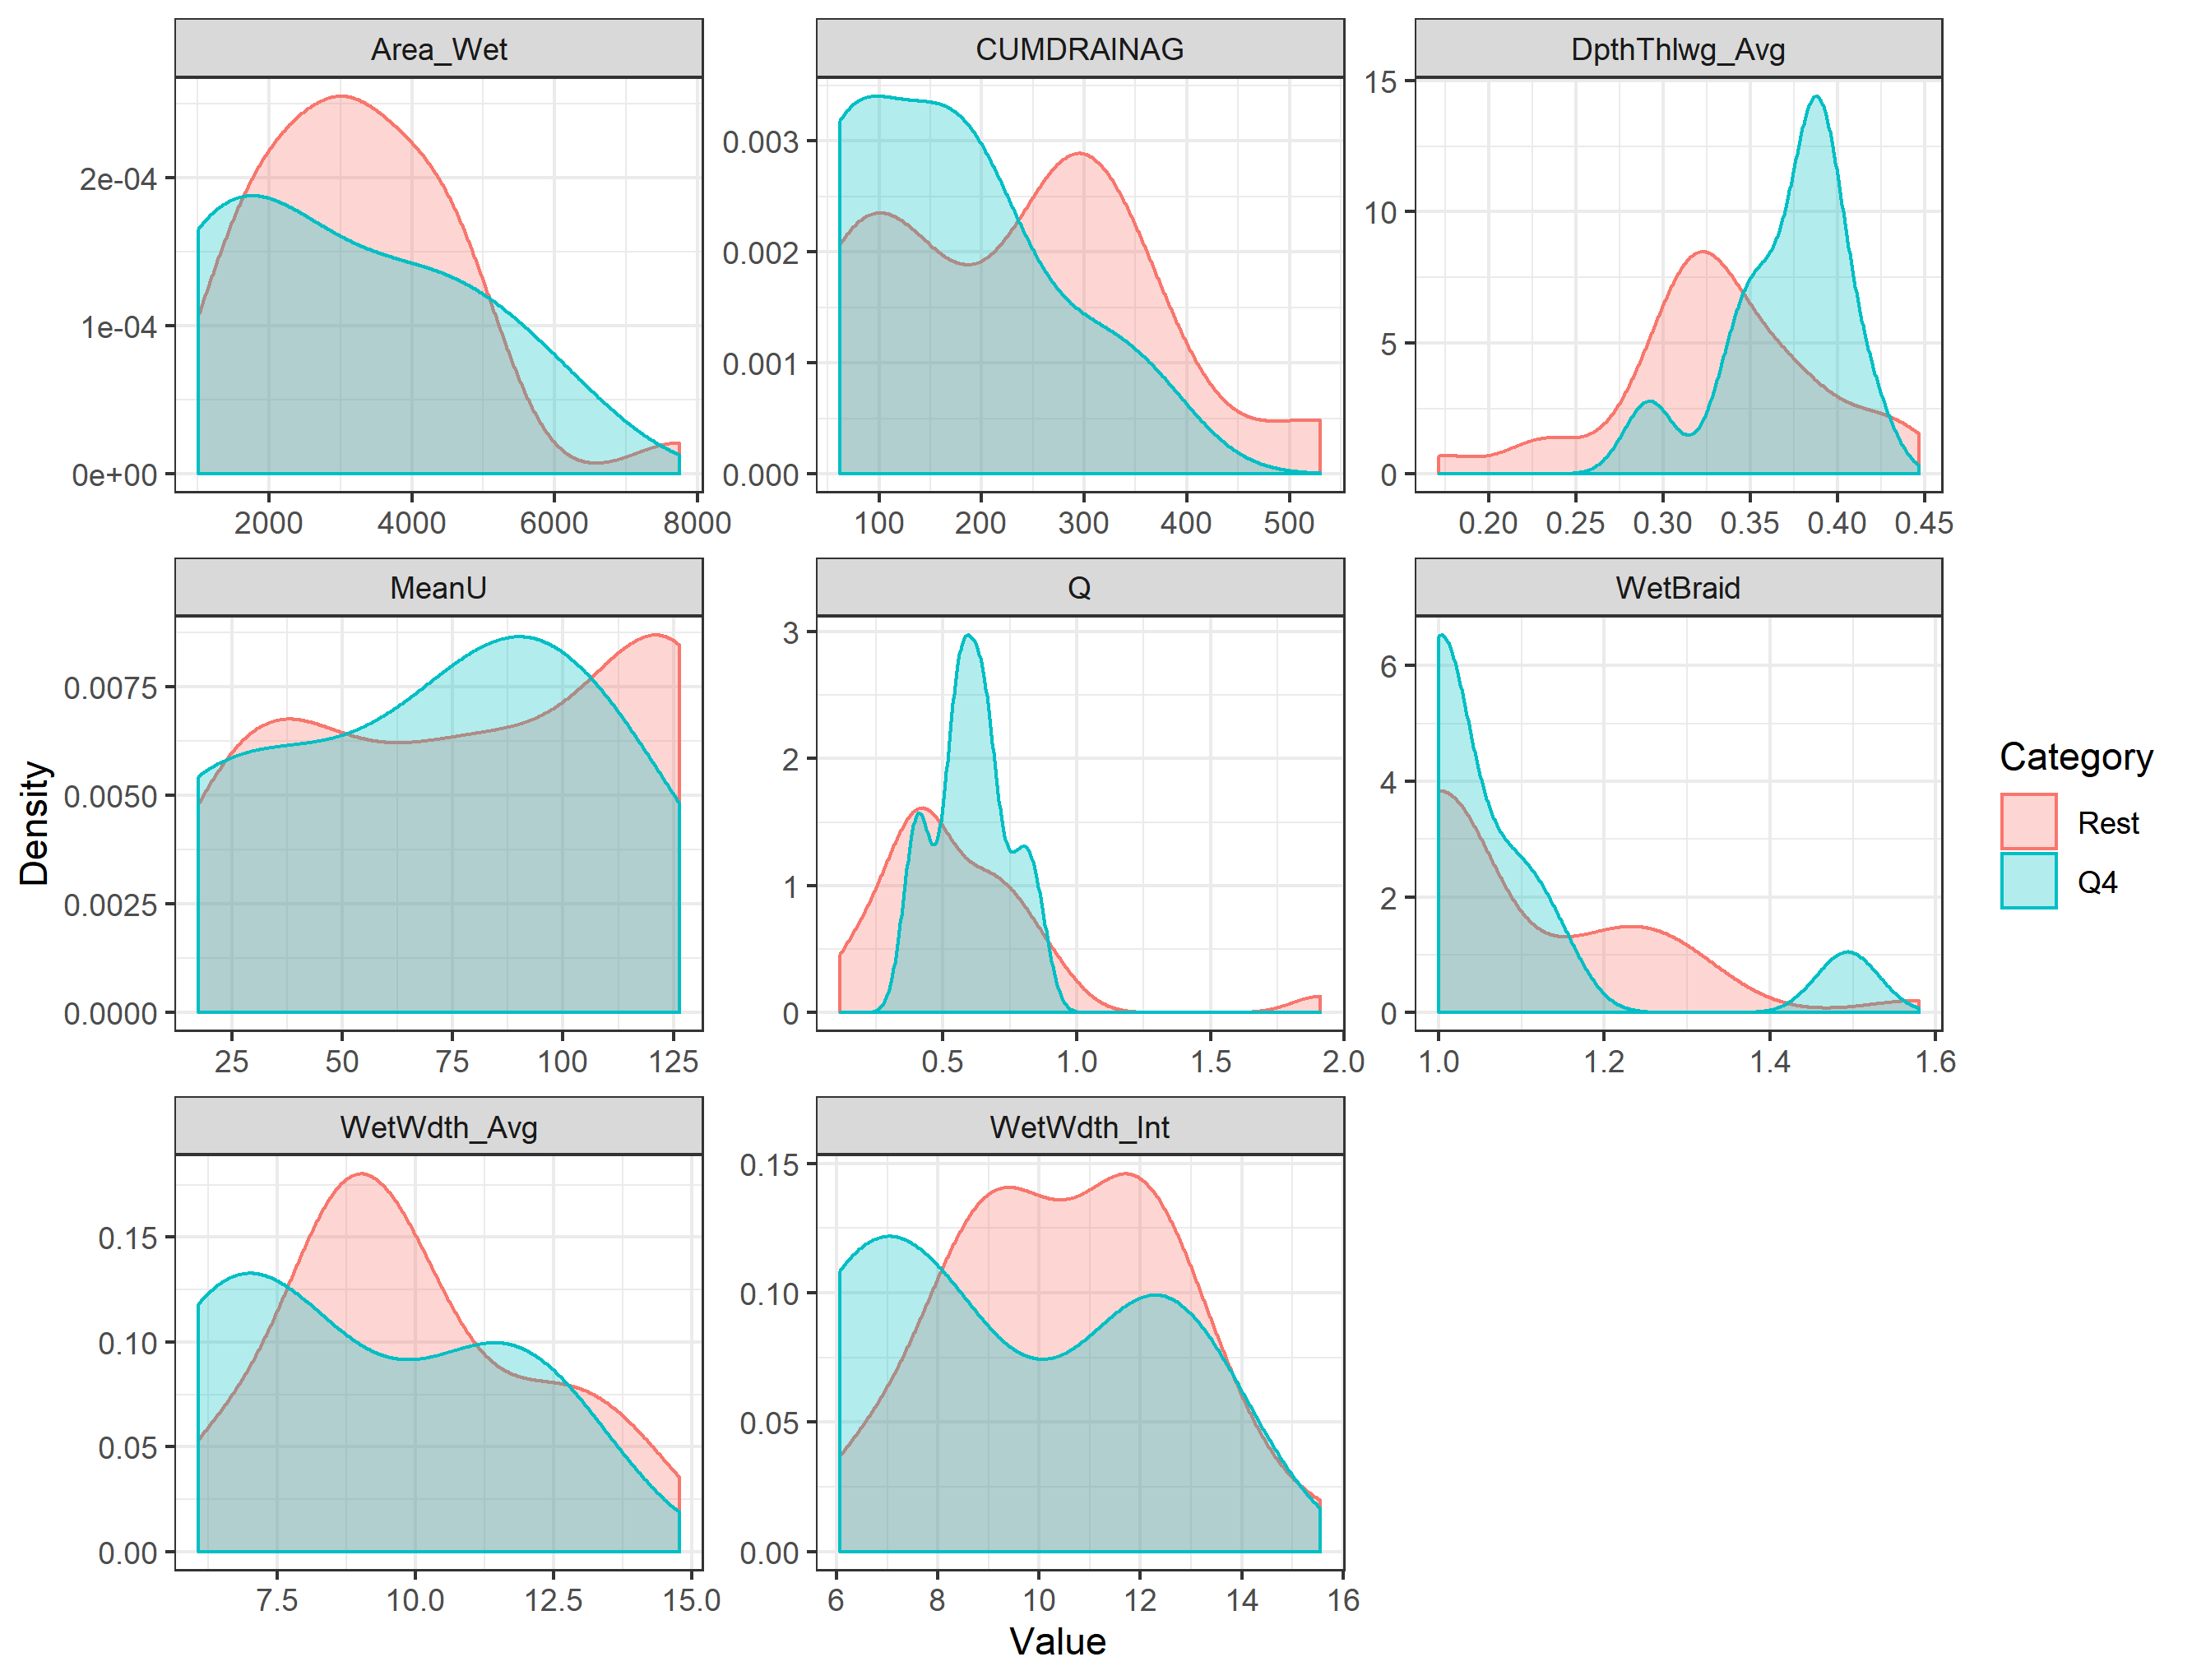 Area_Wet
CUMDRAINAG
DpthThlwg_Avg
2e-04
1e-04
0e+00
2000 4000 6000 8000
0.003
0.002
0.001
0.000
100 200 300 400 500
15
10
5
0
0.20 0.25 0.30 0.35 0.40 0.45
MeanU
Q
WetBraid
0.0075
0.0050
0.0025
0.0000
25 50 75 100 125
3
2
1
0
0.5 1.0 1.5 2.0
6
4
2
0
1.0 1.2 1.4 1.6
WetWdth_Avg
WetWdth_Int
0.15
0.10
0.05
0.00
7.5 10.0 12.5 15.0
0.15
0.10
0.05
0.00
6 8 10 12 14 16
Density
Value
Category
Rest
Q4